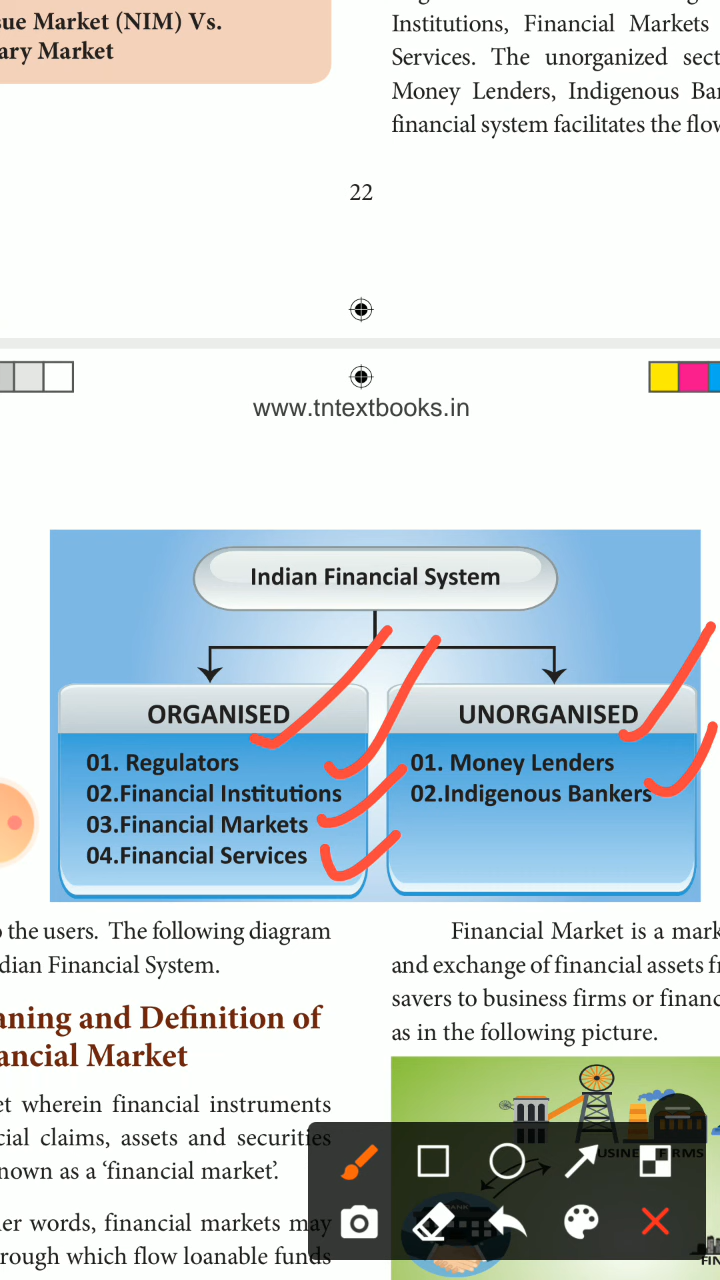 sue Market (NIM) Vs.
ary Market
Institutions, Financial Markets
Services. The unorganized sect
Money Lenders, Indigenous Ban
financial system facilitates the flow
22
www.tntextbooks.in
Indian Financial System
ORGANISED
01. Regulators
02.Financial Institutions
03.Financial Markets
04.Financial Services
UNORGANISED
01. Money Lenders
02.Indigenous Bankers
o the users. The following diagram
dian Financial System.
aning and Definition of
ancial Market
et wherein financial instruments
cial claims, assets and securities
nown as a ‘financial market’.
er words, financial markets may
hrough which flow loanable funds
Financial Market is a mark
and exchange of financial assets fr
savers to business firms or financ
as in the following picture.
USINE
FIRMS
FIN